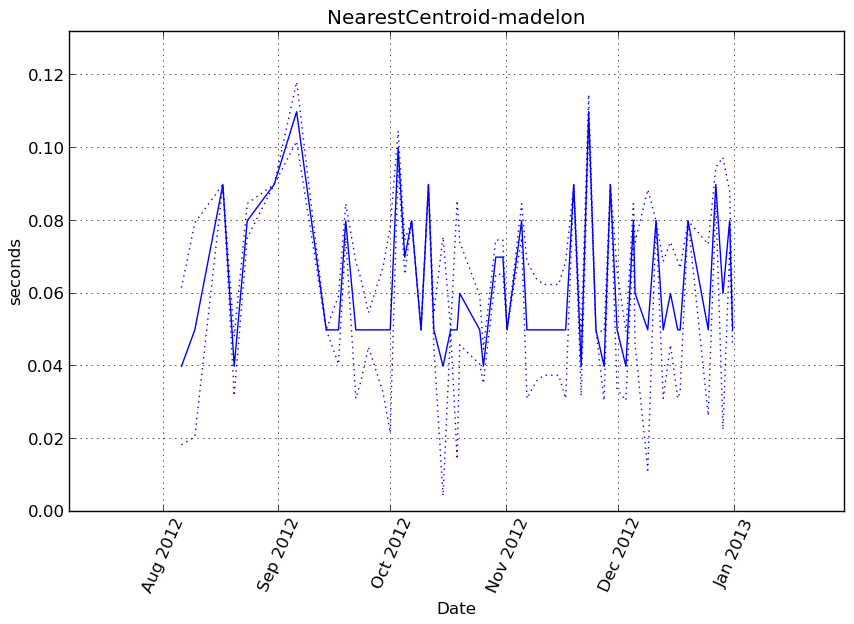 NearestCentroid-madelon
0.12
0.10
0.08
0.06
0.04
0.02
0.00
seconds
Aug 2012
Sep 2012
Oct 2012
Nov 2012
Dec 2012
Jan 2013
Date